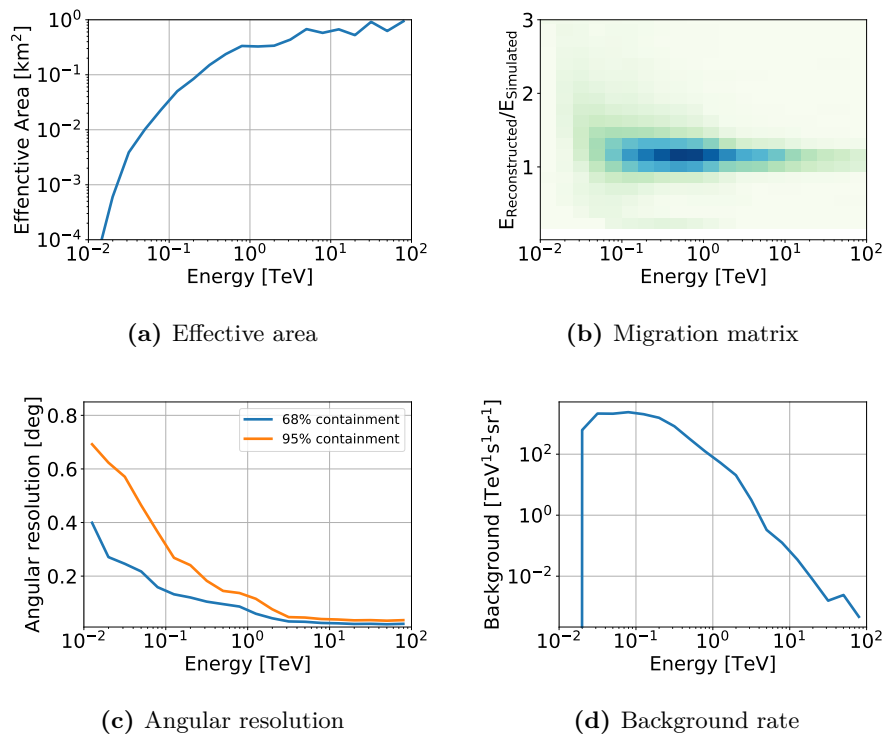 10^0
10^-1
10^-2
10^-3
10^-4
Effenctive Area [km^2]
10^-2 10^-1 10^0 10^1 10^2
Energy [TeV]
(a) Effective area
3
2
1
E_Reconstructed/E_Simulated
10^-2 10^-1 10^0 10^1 10^2
Energy [TeV]
(b) Migration matrix
0.8
0.6
0.4
0.2
Angular resolution [deg]
68% containment
95% containment
10^-2 10^-1 10^0 10^1 10^2
Energy [TeV]
(c) Angular resolution
10^2
10^0
10^-2
Background [TeV^1s^1sr^1]
10^-2 10^-1 10^0 10^1 10^2
Energy [TeV]
(d) Background rate